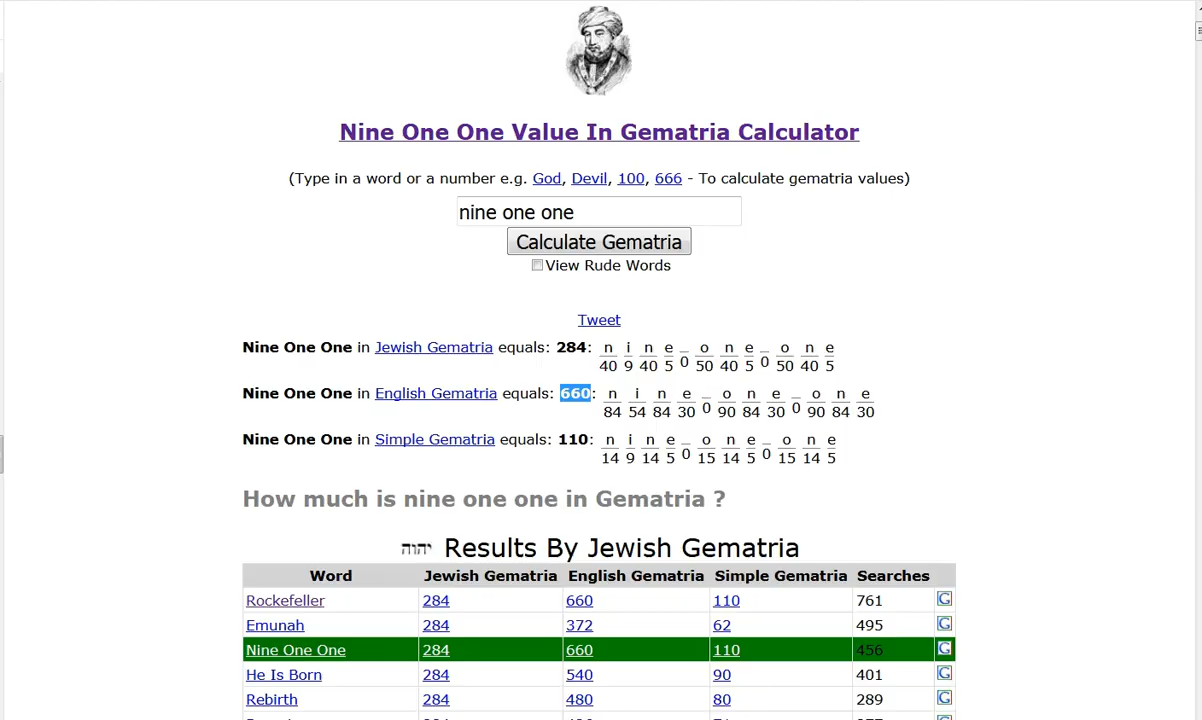 Nine One One Value In Gematria Calculator
(Type in a word or a number e.g. God, Devil, 100, 666 - To calculate gematria values)
nine one one
Calculate Gematria
View Rude Words
Tweet
Nine One One in Jewish Gematria equals: 284: n i n e _ o n e _ o n e
40 9 40 5 0 50 40 5 0 50 40 5
Nine One One in English Gematria equals: 660: n i n e _ o n e _ o n e
84 54 84 30 0 90 84 30 0 90 84 30
Nine One One in Simple Gematria equals: 110: n i n e _ o n e _ o n e
14 9 14 5 0 15 14 5 0 15 14 5
How much is nine one one in Gematria ?
יהוה Results By Jewish Gematria
Word Jewish Gematria English Gematria Simple Gematria Searches
Rockefeller 284 660 110 761 G
Emunah 284 372 62 495 G
Nine One One 284 660 110 456 G
He Is Born 284 540 90 401 G
Rebirth 284 480 80 289 G